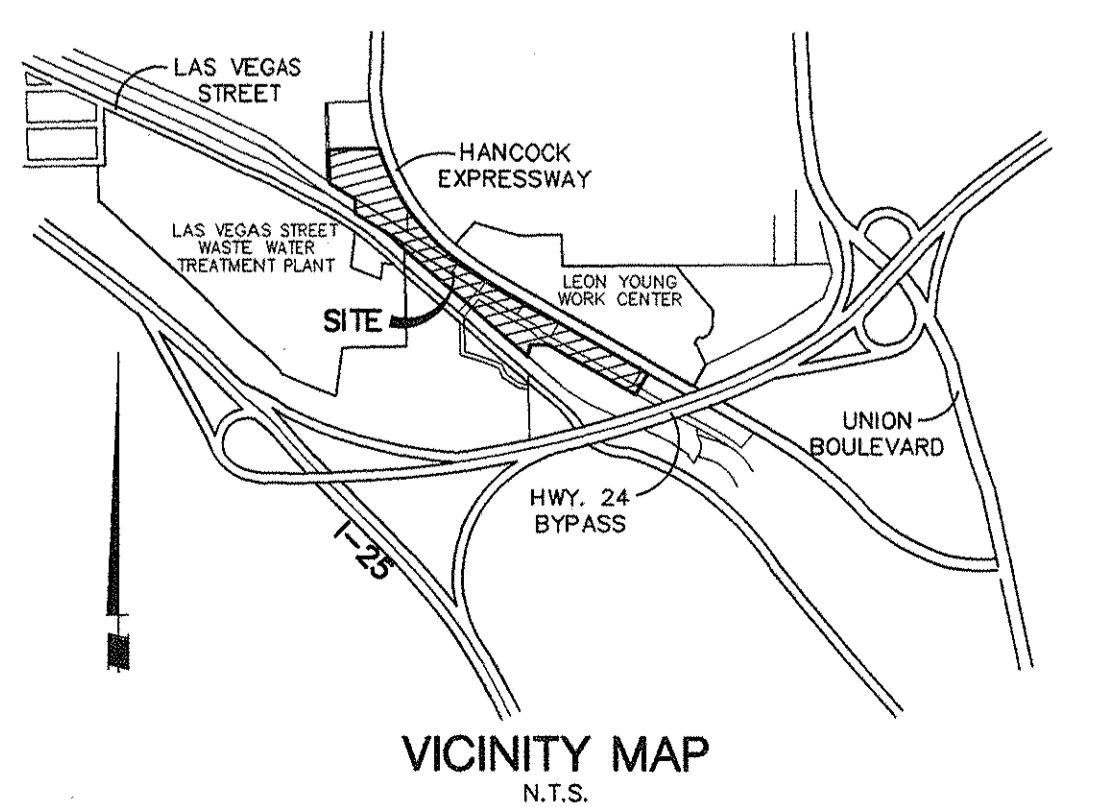 LAS VEGAS
STREET
HANCOCK
EXPRESSWAY
LAS VEGAS STREET
WASTE WATER
TREATMENT PLANT
LEON YOUNG
WORK CENTER
SITE
UNION
BOULEVARD
HWY. 24
BYPASS
I-25
VICINITY MAP
N.T.S.